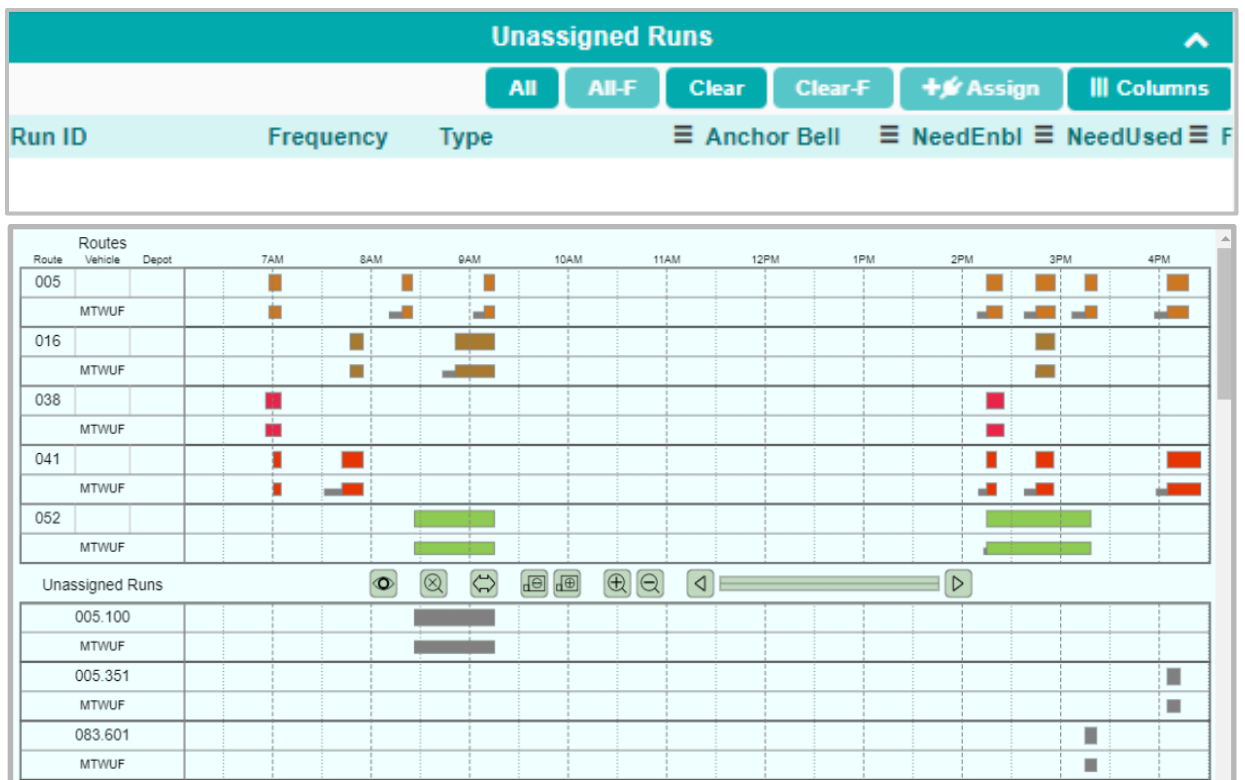 Unassigned Runs
All All-F Clear Clear-F Assign Columns
Run ID Frequency Type Anchor Bell NeedEnbl NeedUsed F
Routes
Route Vehicle Depot 7AM 8AM 9AM 10AM 11AM 12PM 1PM 2PM 3PM 4PM
005
MTWUF
016
MTWUF
038
MTWUF
041
MTWUF
052
MTWUF
Unassigned Runs
005.100
MTWUF
005.351
MTWUF
083.601
MTWUF